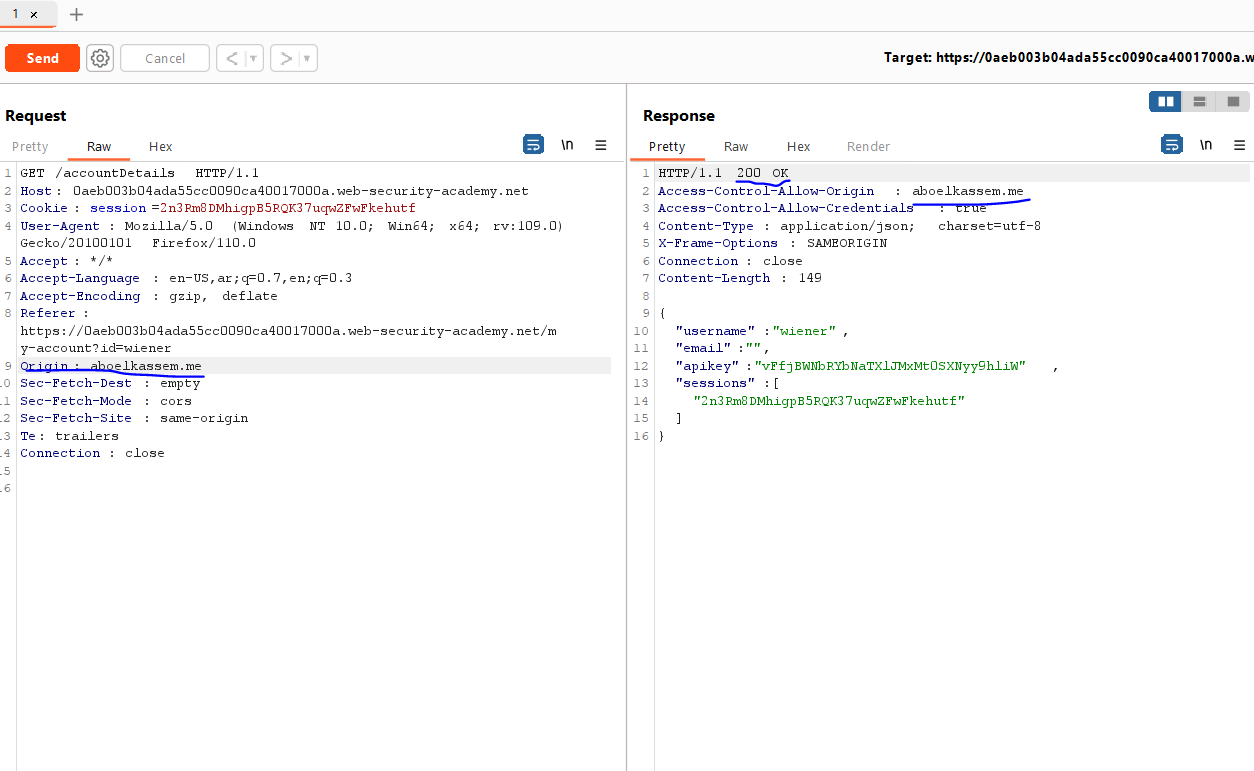 1 ×  +
Send  Cancel  <  >  Target: https://0aeb003b04ada55cc0090ca40017000a.w
Request
Pretty  Raw  Hex  \n
1 GET /accountDetails HTTP/1.1
2 Host : 0aeb003b04ada55cc0090ca40017000a.web-security-academy.net
3 Cookie : session =2n3Rm8DMhigpB5RQK37uqwZFwFkehutf
4 User-Agent : Mozilla/5.0 (Windows NT 10.0; Win64; x64; rv:109.0)
Gecko/20100101 Firefox/110.0
5 Accept : */*
6 Accept-Language : en-US,ar;q=0.7,en;q=0.3
7 Accept-Encoding : gzip, deflate
8 Referer :
https://0aeb003b04ada55cc0090ca40017000a.web-security-academy.net/m
y-account?id=wiener
9 Origin : aboelkassem.me
10 Sec-Fetch-Dest : empty
11 Sec-Fetch-Mode : cors
12 Sec-Fetch-Site : same-origin
13 Te : trailers
14 Connection : close
15
16
Response
Pretty  Raw  Hex  Render  \n
1 HTTP/1.1 200 OK
2 Access-Control-Allow-Origin : aboelkassem.me
3 Access-Control-Allow-Credentials : true
4 Content-Type : application/json; charset=utf-8
5 X-Frame-Options : SAMEORIGIN
6 Connection : close
7 Content-Length : 149
8
9 {
10 "username" :"wiener" ,
11 "email" :"",
12 "apikey" :"vFfjBWNbRYbNaTXlJMxMtOSXNyy9hliW" ,
13 "sessions" :[
14 "2n3Rm8DMhigpB5RQK37uqwZFwFkehutf"
15 ]
16 }